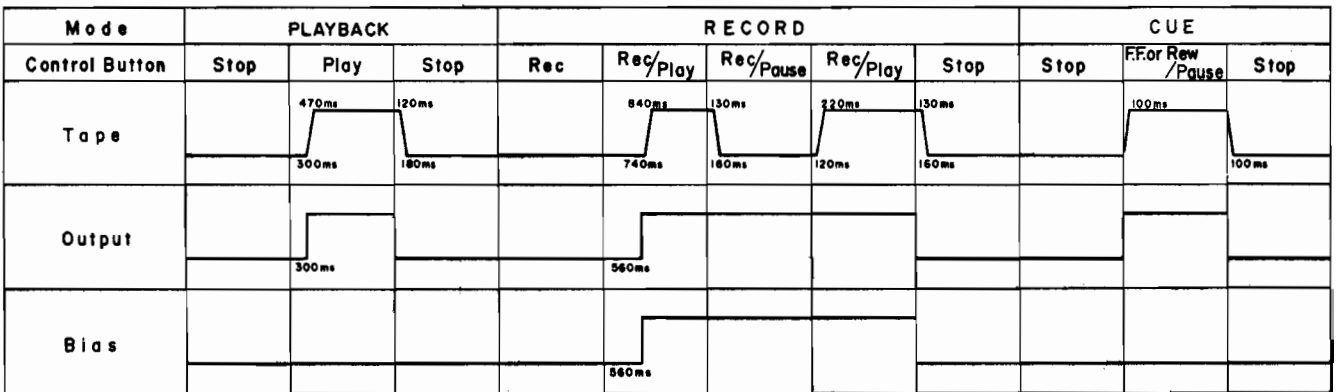 Mode PLAYBACK RECORD CUE
Control Button Stop Play Stop Rec Rec/Play Rec/Pause Rec/Play Stop Stop F.F.or Rew/Pause Stop
470ms 120ms 840ms 130ms 220ms 130ms 100ms
Tape
300ms 180ms 740ms 160ms 120ms 160ms 100ms
Output
300ms 560ms
Bias
560ms